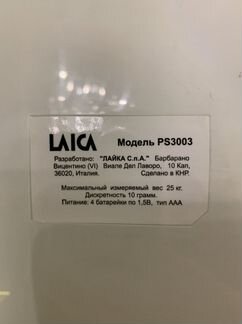 LAICA Модель PS3003
Разработано: "ЛАЙКА С.п.А." Барбарано
Вицентино (VI) Виале Дел Лаворо, 10 Кап,
36020, Италия. Сделано в КНР.
Максимальный измеряемый вес 25 кг.
Дискретность 10 грамм.
Питание: 4 батарейки по 1,5В, тип ААА